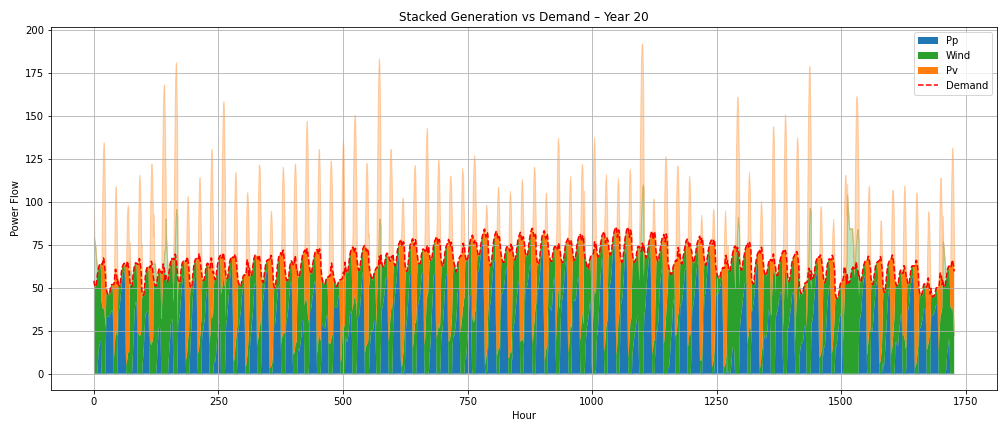 Stacked Generation vs Demand – Year 20
200
175
150
125
100
75
50
25
0
Power Flow
Pp
Wind
Pv
Demand
0
250
500
750
1000
1250
1500
1750
Hour